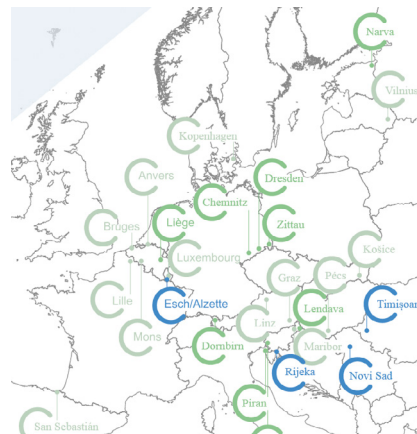 Narva
Vilnius
Kopenhagen
Anvers
Dresden
Chemnitz
Bruges
Liège
Zittau
Luxembourg
Košice
Graz
Pécs
Lille
Esch/Alzette
Lendava
Timişoar
Linz
Mons
Dornbirn
Maribor
Rijeka
Novi Sad
Piran
San Sebastián